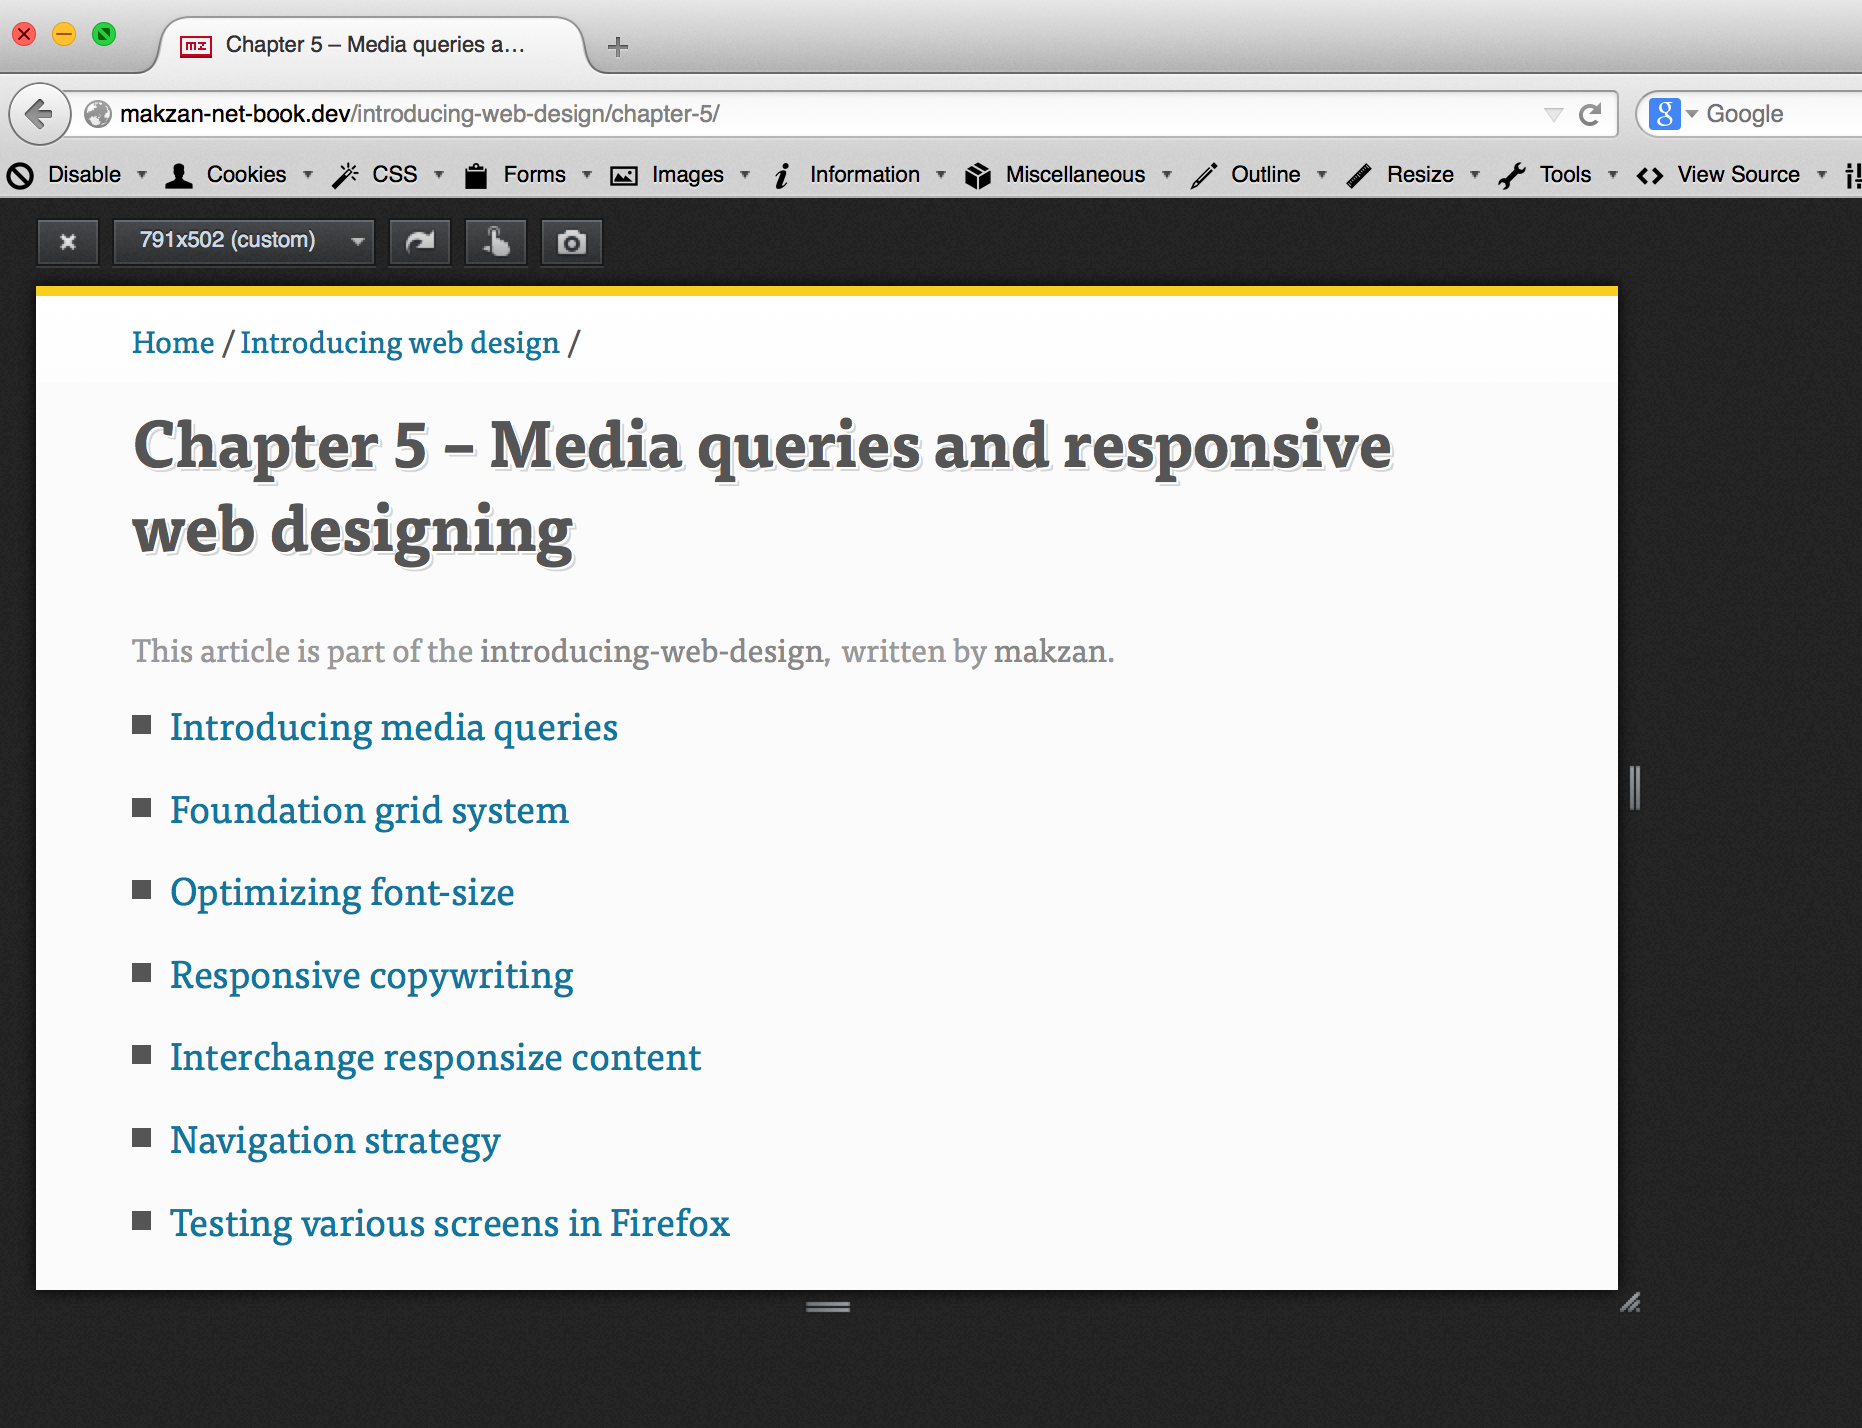 mz Chapter 5 – Media queries a...
makzan-net-book.dev/introducing-web-design/chapter-5/ g Google
Disable Cookies CSS Forms Images Information Miscellaneous Outline Resize Tools View Source
791x502 (custom)
Home / Introducing web design /
Chapter 5 – Media queries and responsive
web designing
This article is part of the introducing-web-design, written by makzan.
Introducing media queries
Foundation grid system
Optimizing font-size
Responsive copywriting
Interchange responsize content
Navigation strategy
Testing various screens in Firefox